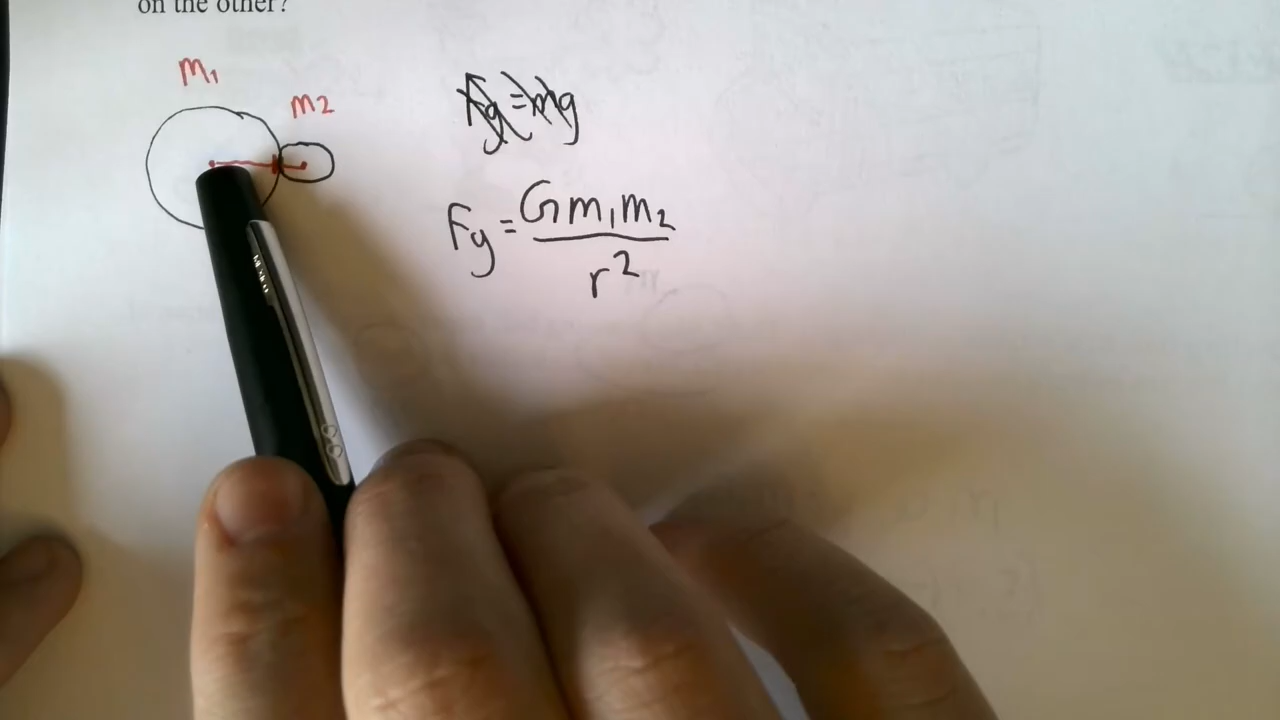 on the other?
m₁
m₂
Fg = mg
Fg = Gm₁m₂
r²